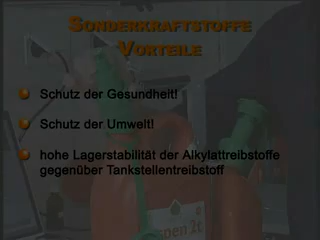 SONDERKRAFTSTOFFE
VORTEILE
Schutz der Gesundheit!
Schutz der Umwelt!
hohe Lagerstabilität der Alkylattreibstoffe
gegenüber Tankstellentreibstoff